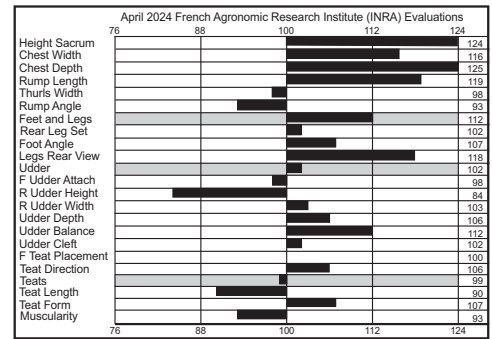 April 2024 French Agronomic Research Institute (INRA) Evaluations
76 88 100 112 124
Height Sacrum 124
Chest Width 116
Chest Depth 125
Rump Length 119
Thurls Width 98
Rump Angle 93
Feet and Legs 112
Rear Leg Set 102
Foot Angle 107
Legs Rear View 118
Udder 102
F Udder Attach 98
R Udder Height 84
R Udder Width 103
Udder Depth 106
Udder Balance 112
Udder Cleft 102
F Teat Placement 100
Teat Direction 106
Teats 99
Teat Length 90
Teat Form 107
Muscularity 93
76 88 100 112 124